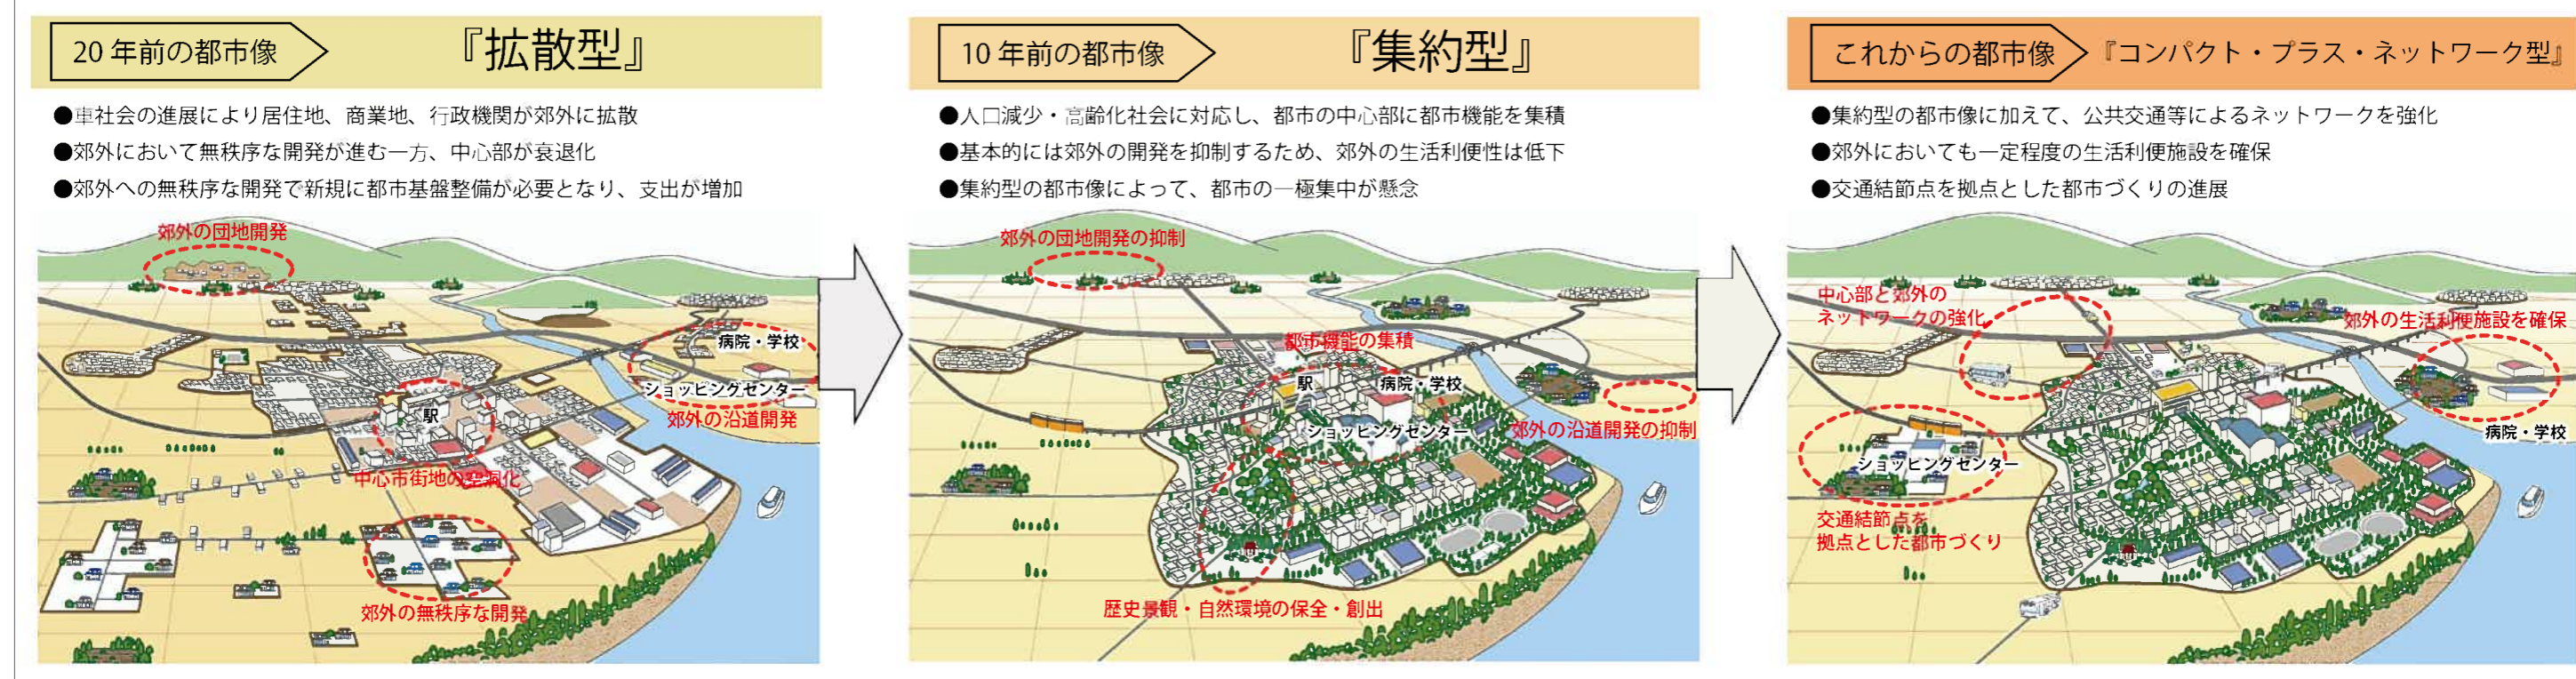 20年前の都市像
『拡散型』
●車社会の進展により居住地、商業地、行政機関が郊外に拡散
●郊外において無秩序な開発が進む一方、中心部が衰退化
●郊外への無秩序な開発で新規に都市基盤整備が必要となり、支出が増加
郊外の団地開発
病院・学校
ショッピングセンター
郊外の沿道開発
駅
中心市街地の空洞化
郊外の無秩序な開発
10年前の都市像
『集約型』
●人口減少・高齢化社会に対応し、都市の中心部に都市機能を集積
●基本的には郊外の開発を抑制するため、郊外の生活利便性は低下
●集約型の都市像によって、都市の一極集中が懸念
郊外の団地開発の抑制
都市機能の集積
駅
病院・学校
ショッピングセンター
郊外の沿道開発の抑制
歴史景観・自然環境の保全・創出
これからの都市像
『コンパクト・プラス・ネットワーク型』
●集約型の都市像に加えて、公共交通等によるネットワークを強化
●郊外においても一定程度の生活利便施設を確保
●交通結節点を拠点とした都市づくりの進展
中心部と郊外の
ネットワークの強化
郊外の生活利便施設を確保
病院・学校
ショッピングセンター
交通結節点を
拠点とした都市づくり